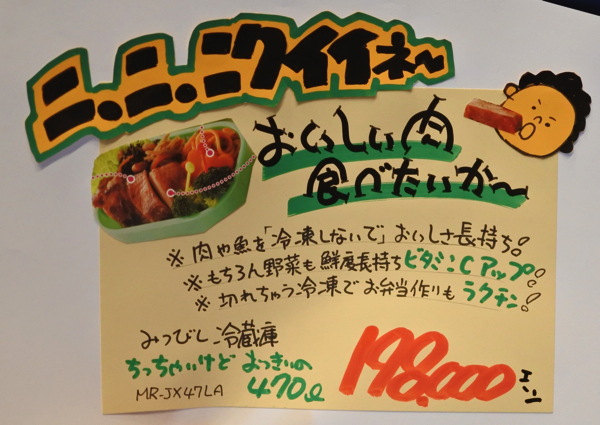 ニ.ニ.ニクイイネ～
おいしい肉
食べたいか～
※肉や魚を「冷凍しないで」おいしさ長持ち!
※もちろん野菜も鮮度長持ちビタミンCアップ!
※切れちゃう冷凍でお弁当作りもラクチン!
みつびし冷蔵庫
ちっちゃいけど おっきいの
470ℓ
MR-JX47LA
198,000エン